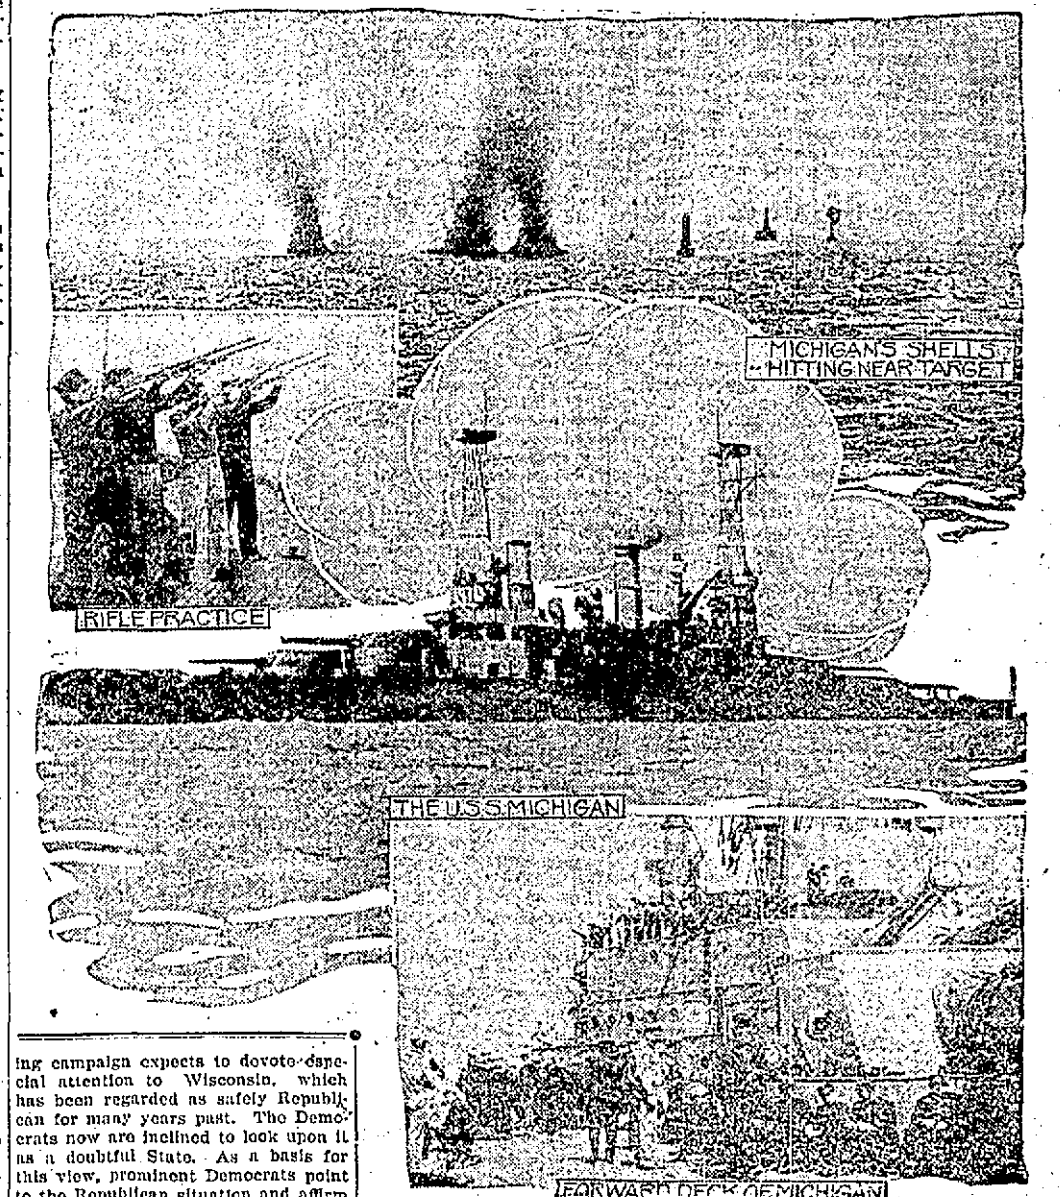 MICHIGAN'S SHELLS
HITTING NEAR TARGET
RIFLE PRACTICE
THE U.S.S. MICHIGAN
ing campaign expects to devote espe-
cial attention to Wisconsin, which
has been regarded as safely Republi-
can for many years past. The Demo-
crats now are inclined to look upon it
as a doubtful State. As a basis for
this view, prominent Democrats point
to the Republican situation and affirm
FORWARD DECK OF MICHIGAN